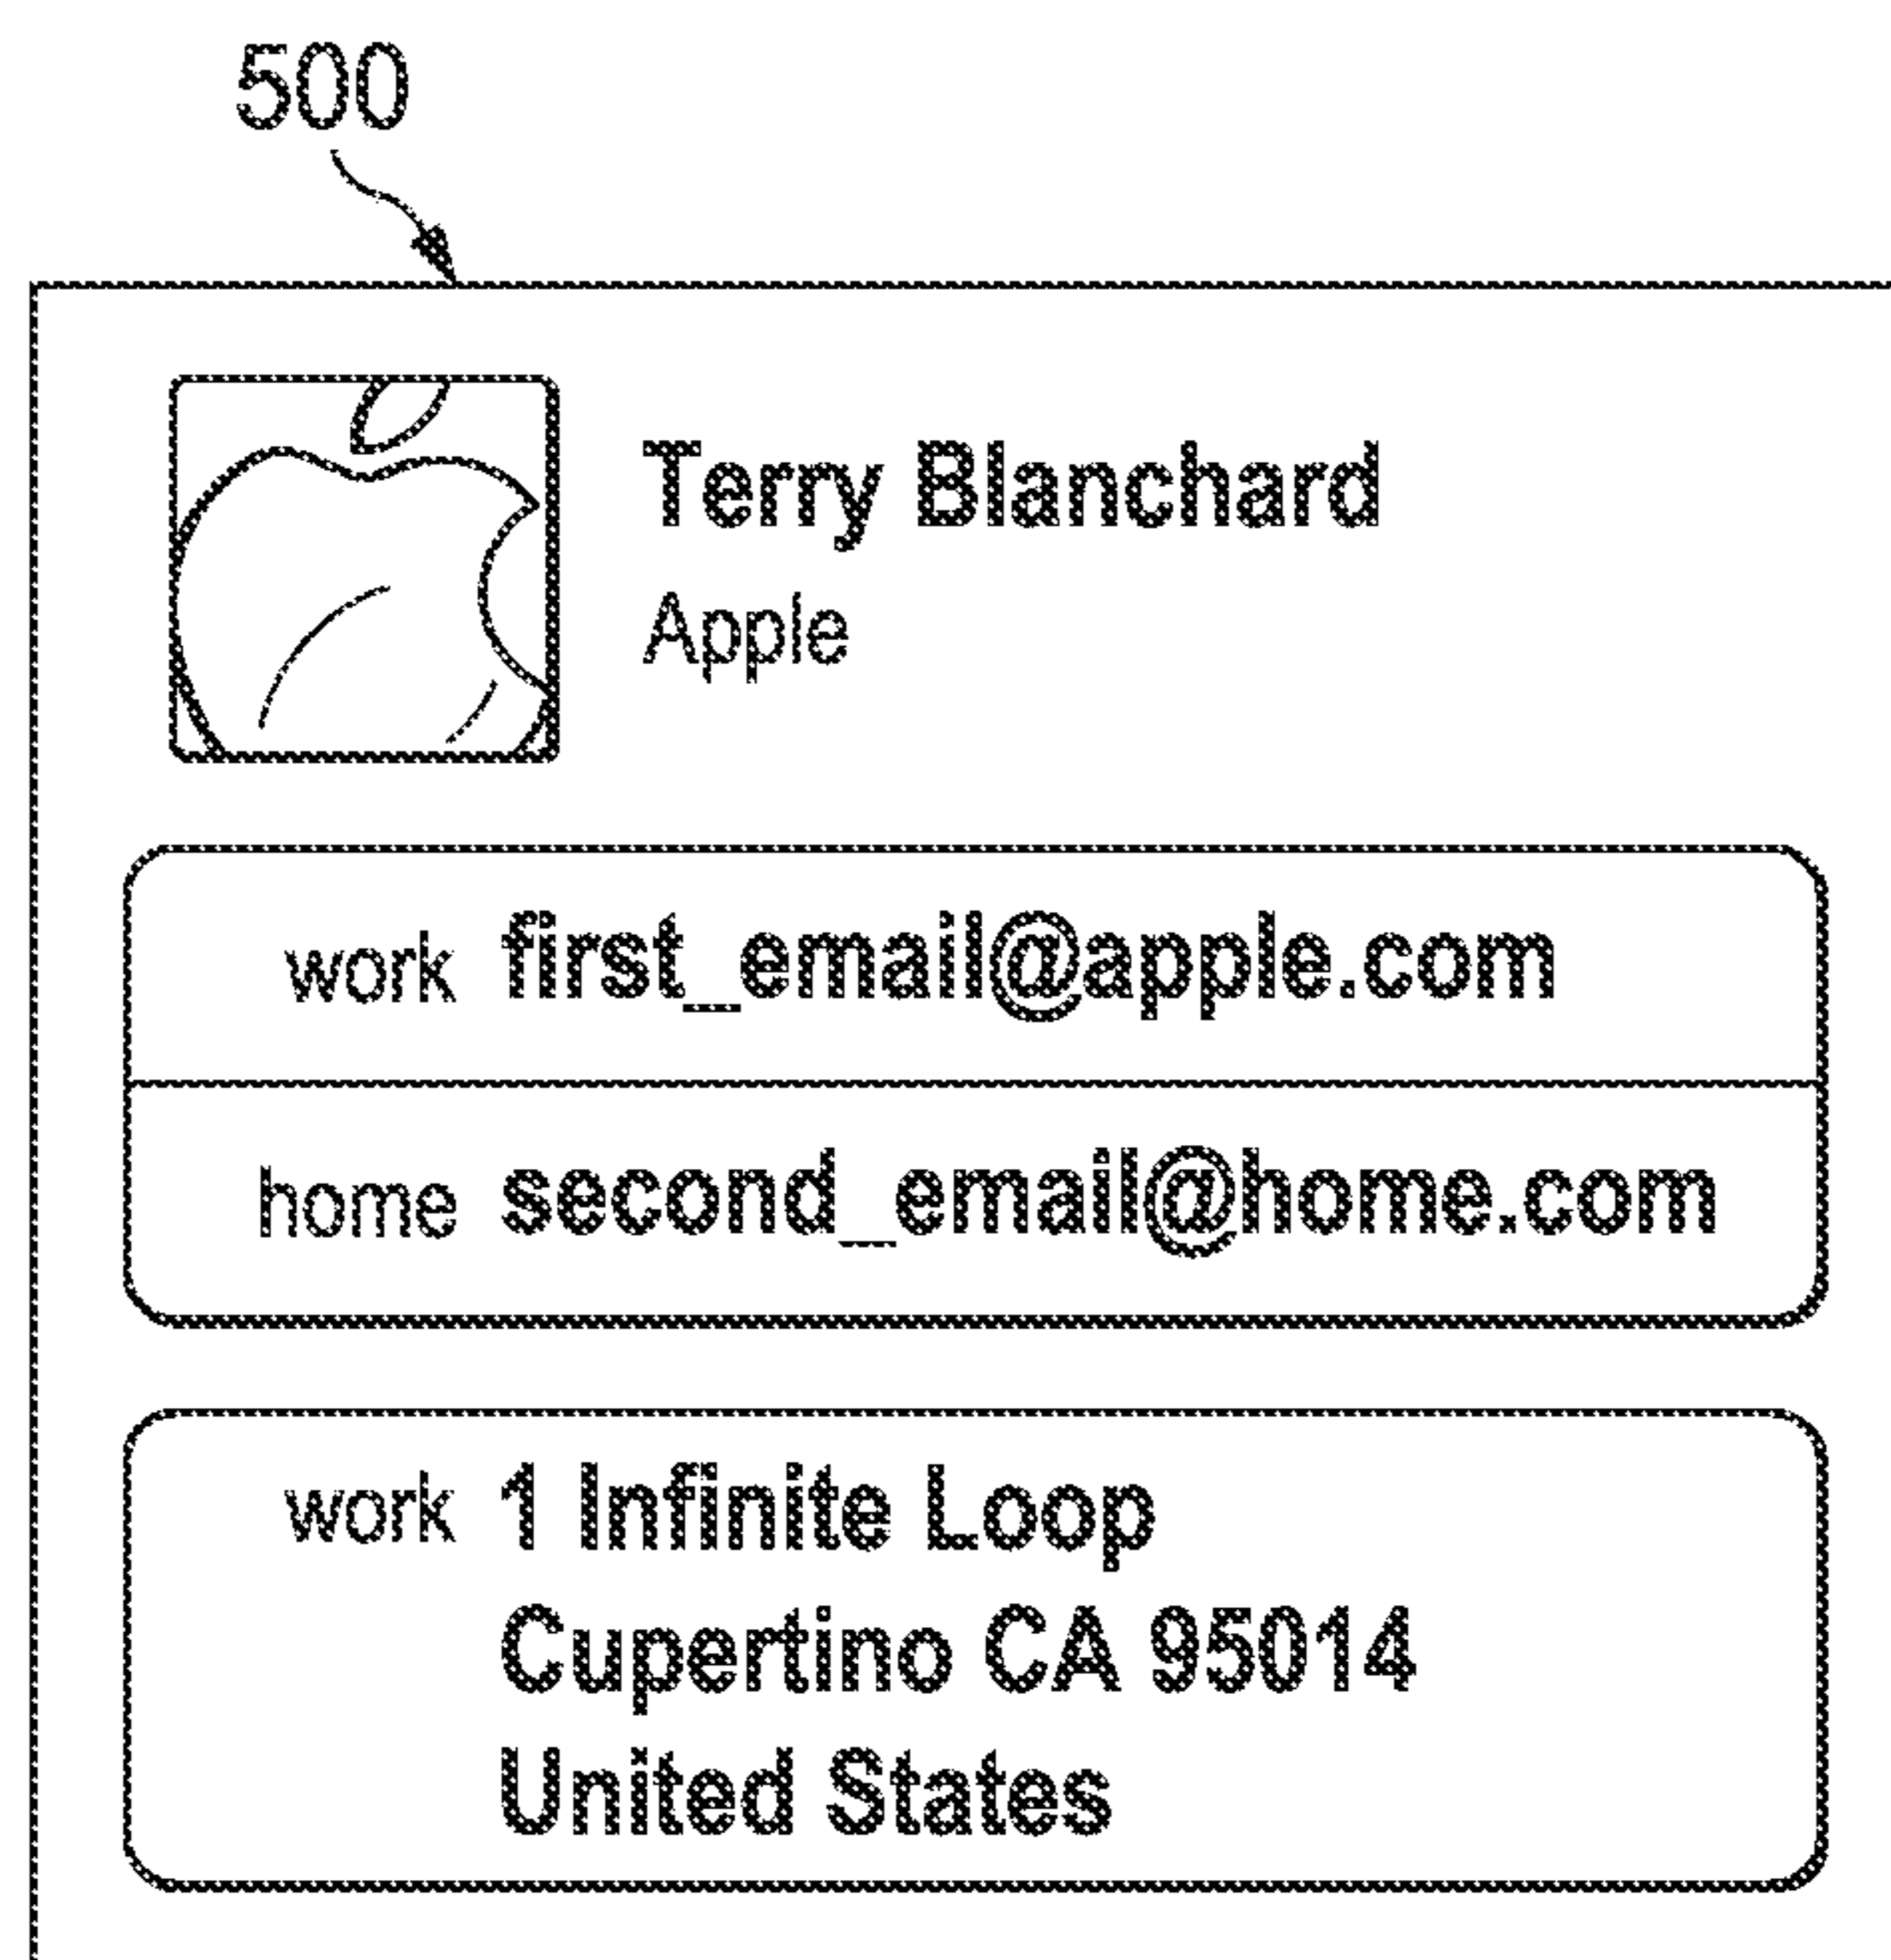 500
Terry Blanchard
Apple
work first_email@apple.com
home second_email@home.com
work 1 Infinite Loop
Cupertino CA 95014
United States